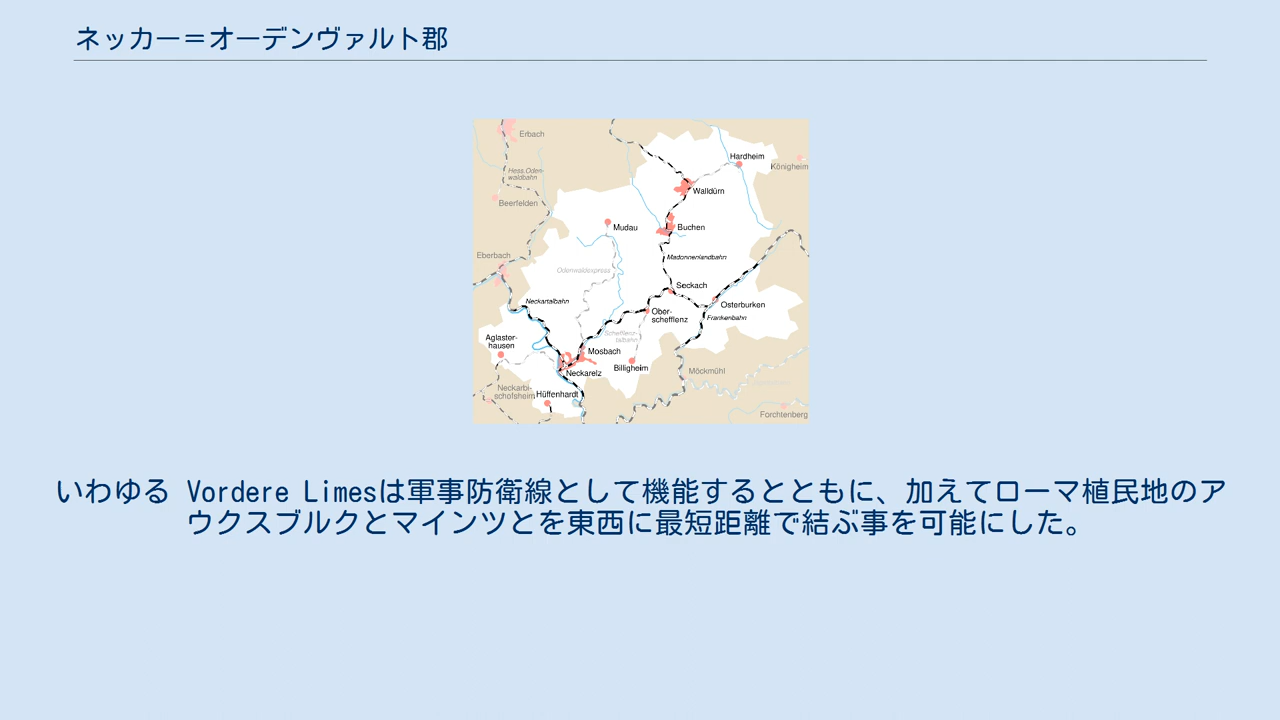 ネッカー＝オーデンヴァルト郡
Erbach
Hardheim
Königheim
Hess.Oden-
waldbahn
Walldürn
Beerfelden
Mudau
Buchen
Eberbach
Madonnenlandbahn
Odenwaldexpress
Seckach
Neckartalbahn
Osterburken
Ober-
schefflenz
Frankenbahn
Schefflenz-
talbahn
Aglaster-
hausen
Mosbach
Billigheim
Neckarelz
Möckmühl
Neckarbi-
schofsheim
Hüffenhardt
Forchtenberg
いわゆる Vordere Limesは軍事防衛線として機能するとともに、加えてローマ植民地のア
ウクスブルクとマインツとを東西に最短距離で結ぶ事を可能にした。